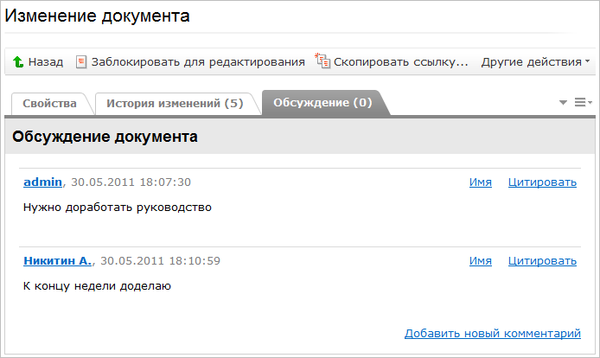 Изменение документа
Назад Заблокировать для редактирования Скопировать ссылку... Другие действия
Свойства История изменений (5) Обсуждение (0)
Обсуждение документа
admin, 30.05.2011 18:07:30 Имя Цитировать
Нужно доработать руководство
Никитин А., 30.05.2011 18:10:59 Имя Цитировать
К концу недели доделаю
Добавить новый комментарий